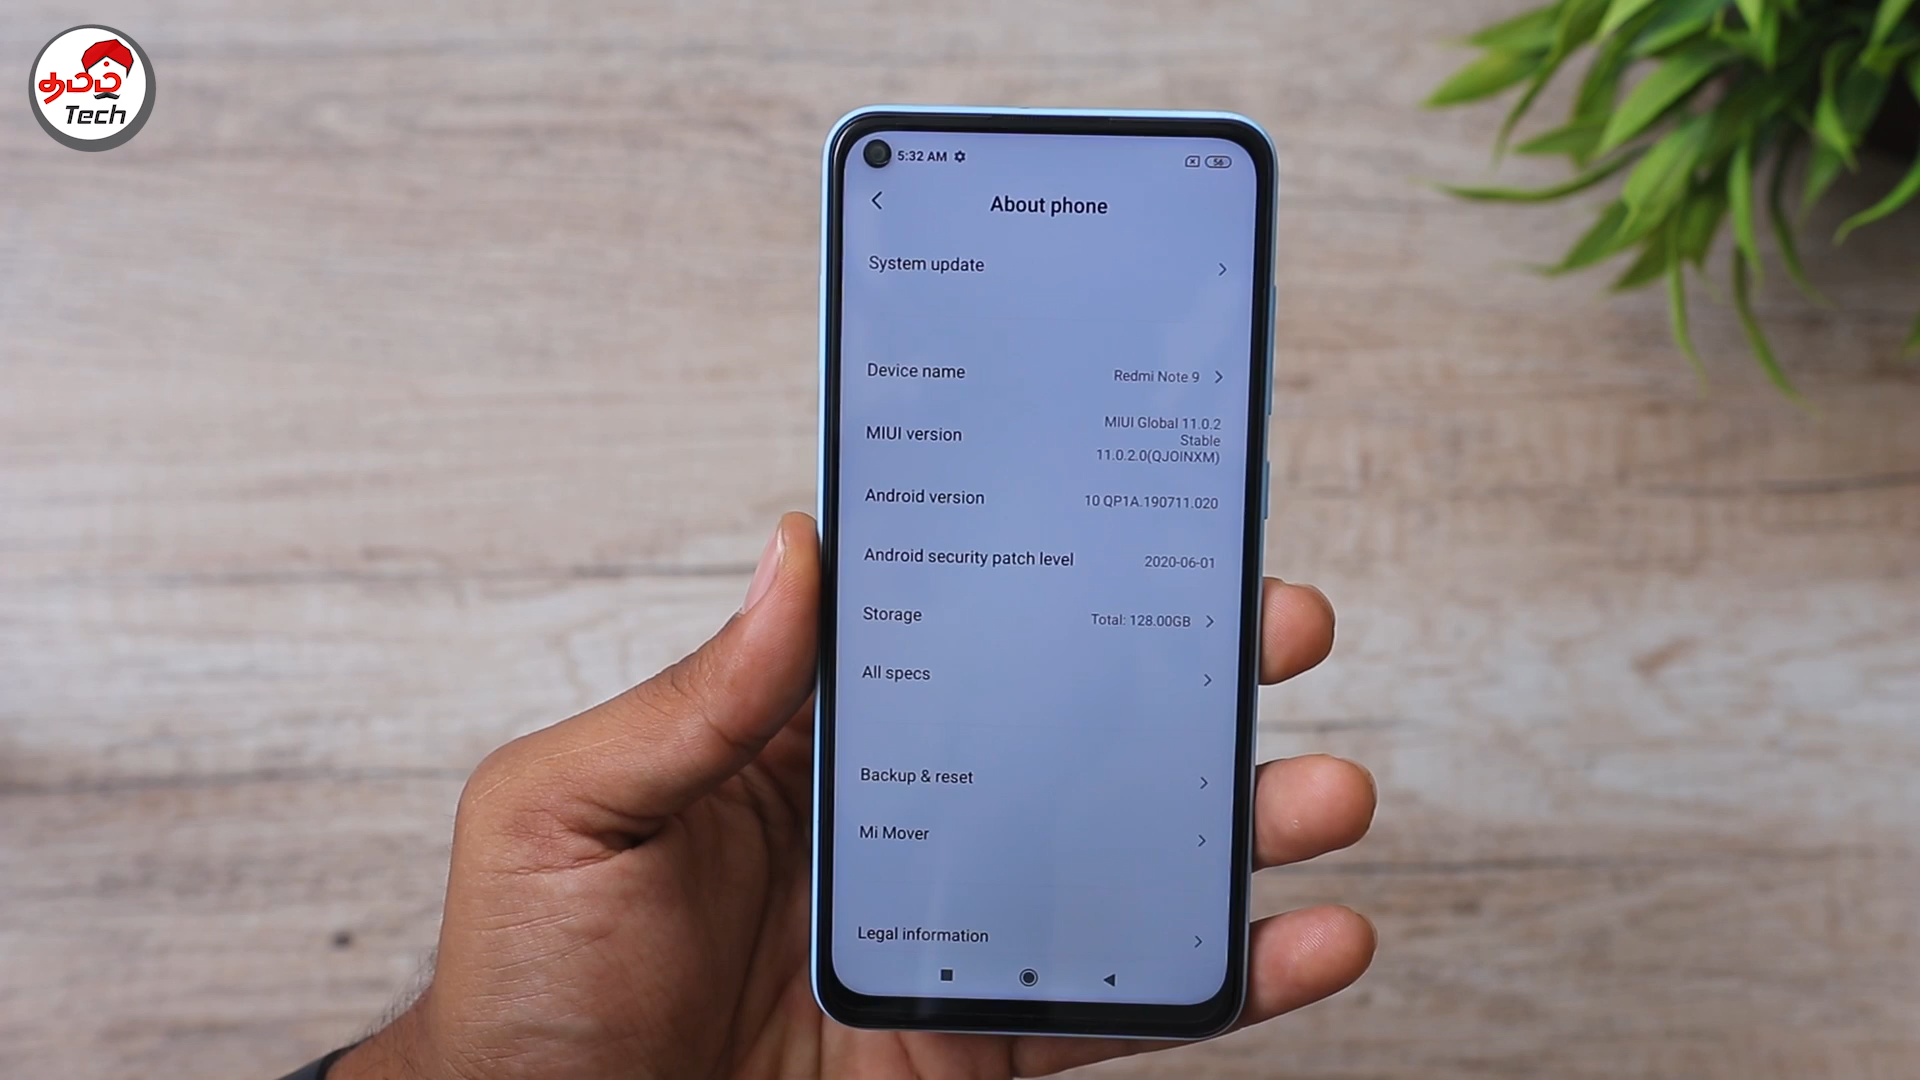 தமிழ்
Tech
5:32 AM
56
About phone
System update
Device name
Redmi Note 9
MIUI version
MIUI Global 11.0.2
Stable
11.0.2.0(QJOINXM)
Android version
10 QP1A.190711.020
Android security patch level
2020-06-01
Storage
Total: 128.00GB
All specs
Backup & reset
Mi Mover
Legal information